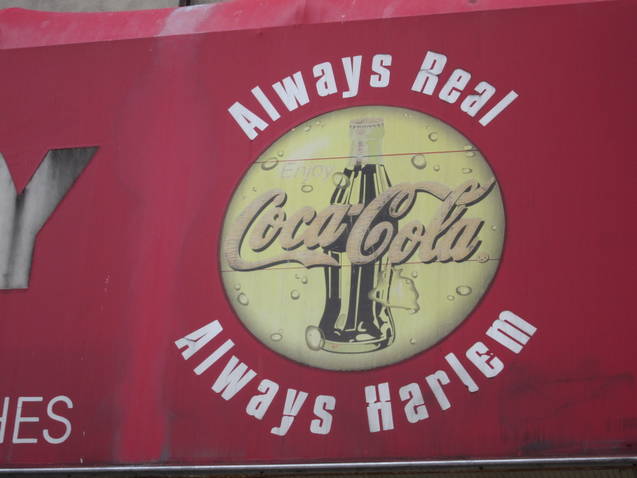 Always Real
Enjoy
Coca-Cola
Always Harlem
Y
HES